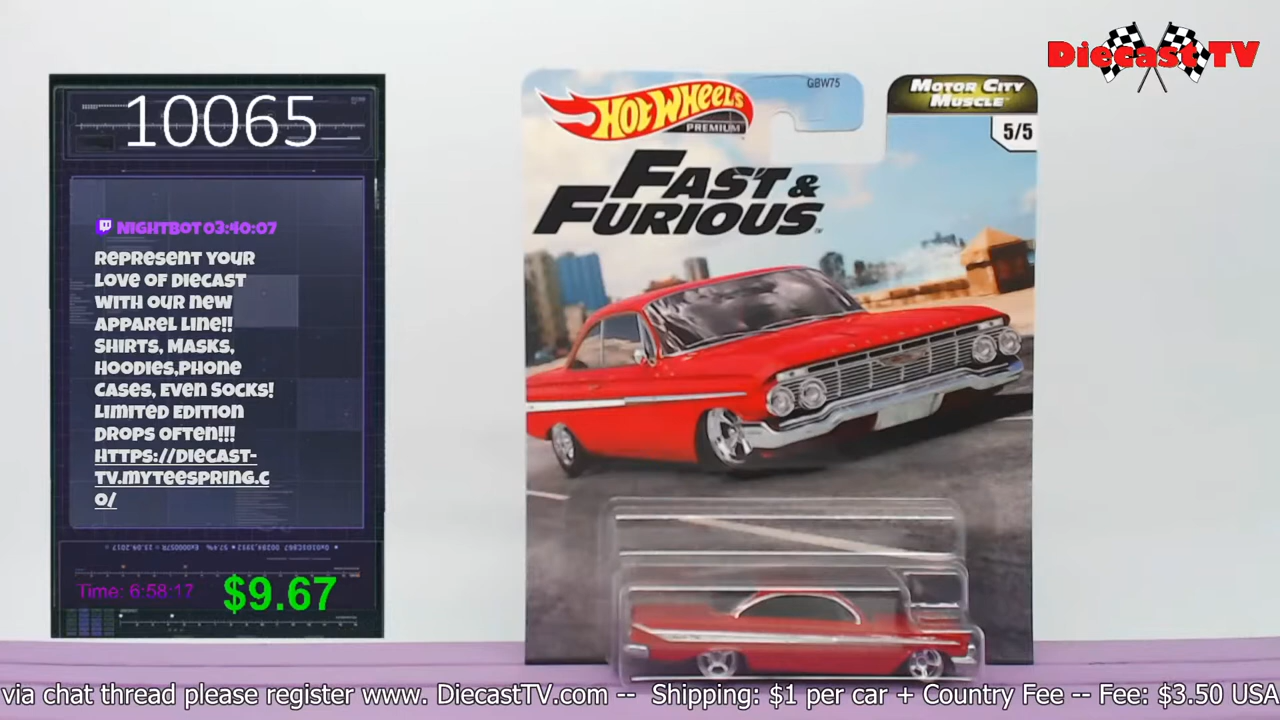 Diecast TV
10065
NIGHTBOT 03:40:07
REPRESENT YOUR
LOVE OF DIECAST
WITH OUR NEW
APPAREL LINE!!
SHIRTS, MASKS,
HOODIES,PHONE
CASES, EVEN SOCKS!
LIMITED EDITION
DROPS OFTEN!!!
HTTPS://DIECAST-
TV.MYTEESPRING.C
O/
Time: 6:58:17
$9.67
HOT WHEELS
PREMIUM
GBW75
MOTOR CITY
MUSCLE
5/5
FAST &
FURIOUS
via chat thread please register www. DiecastTV.com -- Shipping: $1 per car + Country Fee -- Fee: $3.50 USA